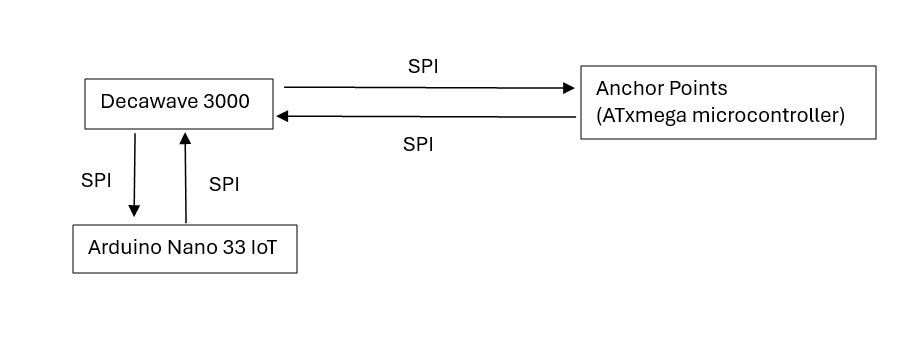 SPI
Decawave 3000
Anchor Points
(ATxmega microcontroller)
SPI
SPI
SPI
Arduino Nano 33 IoT